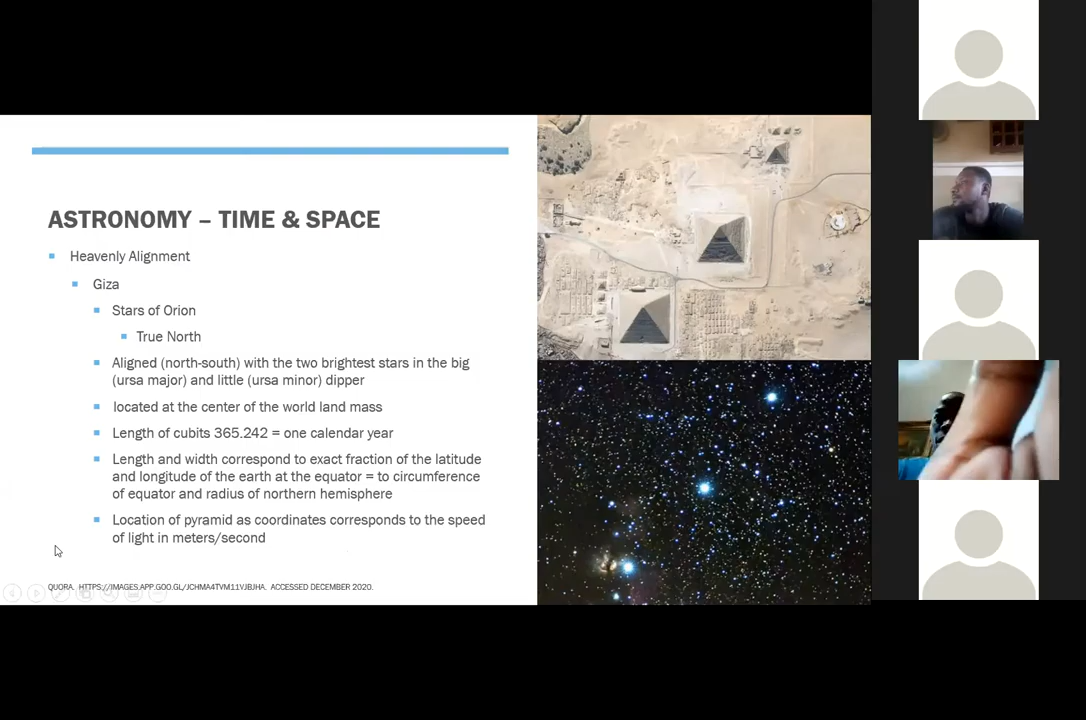 ASTRONOMY – TIME & SPACE
Heavenly Alignment
Giza
Stars of Orion
True North
Aligned (north-south) with the two brightest stars in the big
(ursa major) and little (ursa minor) dipper
located at the center of the world land mass
Length of cubits 365.242 = one calendar year
Length and width correspond to exact fraction of the latitude
and longitude of the earth at the equator = to circumference
of equator and radius of northern hemisphere
Location of pyramid as coordinates corresponds to the speed
of light in meters/second
QUORA. HTTPS://IMAGES.APP.GOO.GL/JCHMA4TVM11VJBJHA. ACCESSED DECEMBER 2020.